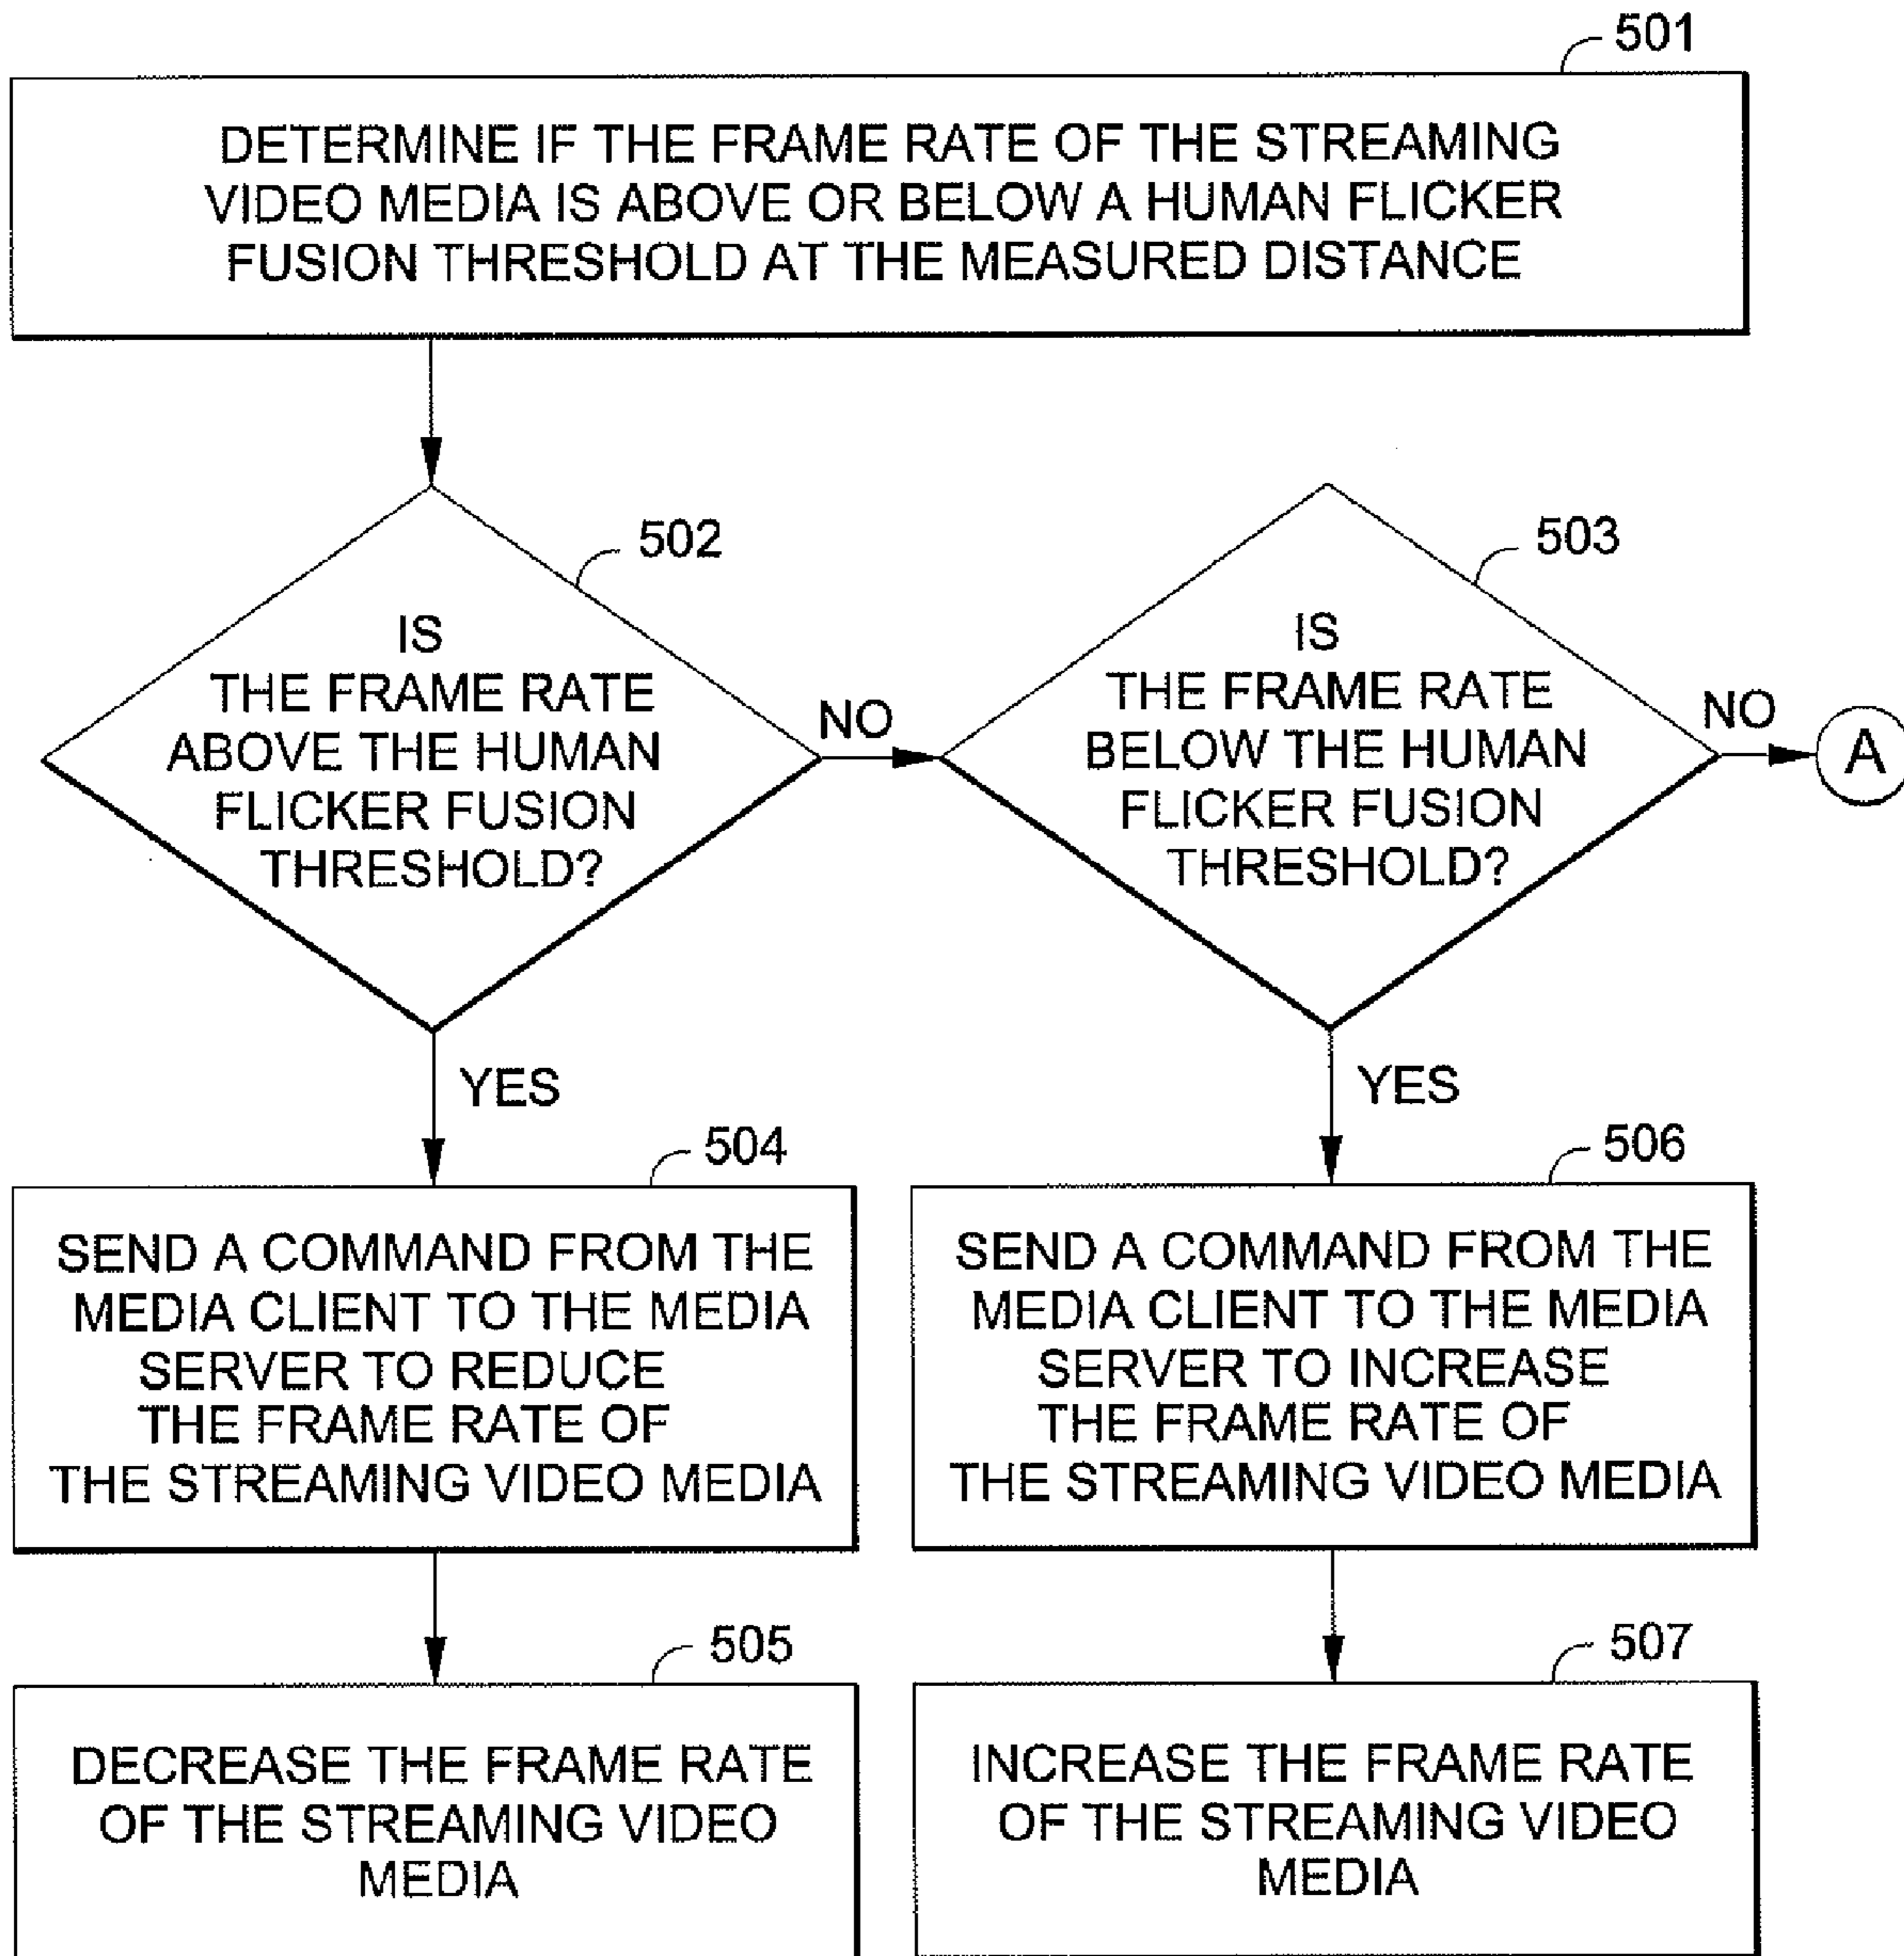 501
DETERMINE IF THE FRAME RATE OF THE STREAMING
VIDEO MEDIA IS ABOVE OR BELOW A HUMAN FLICKER
FUSION THRESHOLD AT THE MEASURED DISTANCE
502
IS
THE FRAME RATE
ABOVE THE HUMAN
FLICKER FUSION
THRESHOLD?
NO
503
IS
THE FRAME RATE
BELOW THE HUMAN
FLICKER FUSION
THRESHOLD?
NO
A
YES
YES
504
SEND A COMMAND FROM THE
MEDIA CLIENT TO THE MEDIA
SERVER TO REDUCE
THE FRAME RATE OF
THE STREAMING VIDEO MEDIA
506
SEND A COMMAND FROM THE
MEDIA CLIENT TO THE MEDIA
SERVER TO INCREASE
THE FRAME RATE OF
THE STREAMING VIDEO MEDIA
505
DECREASE THE FRAME RATE
OF THE STREAMING VIDEO
MEDIA
507
INCREASE THE FRAME RATE
OF THE STREAMING VIDEO
MEDIA